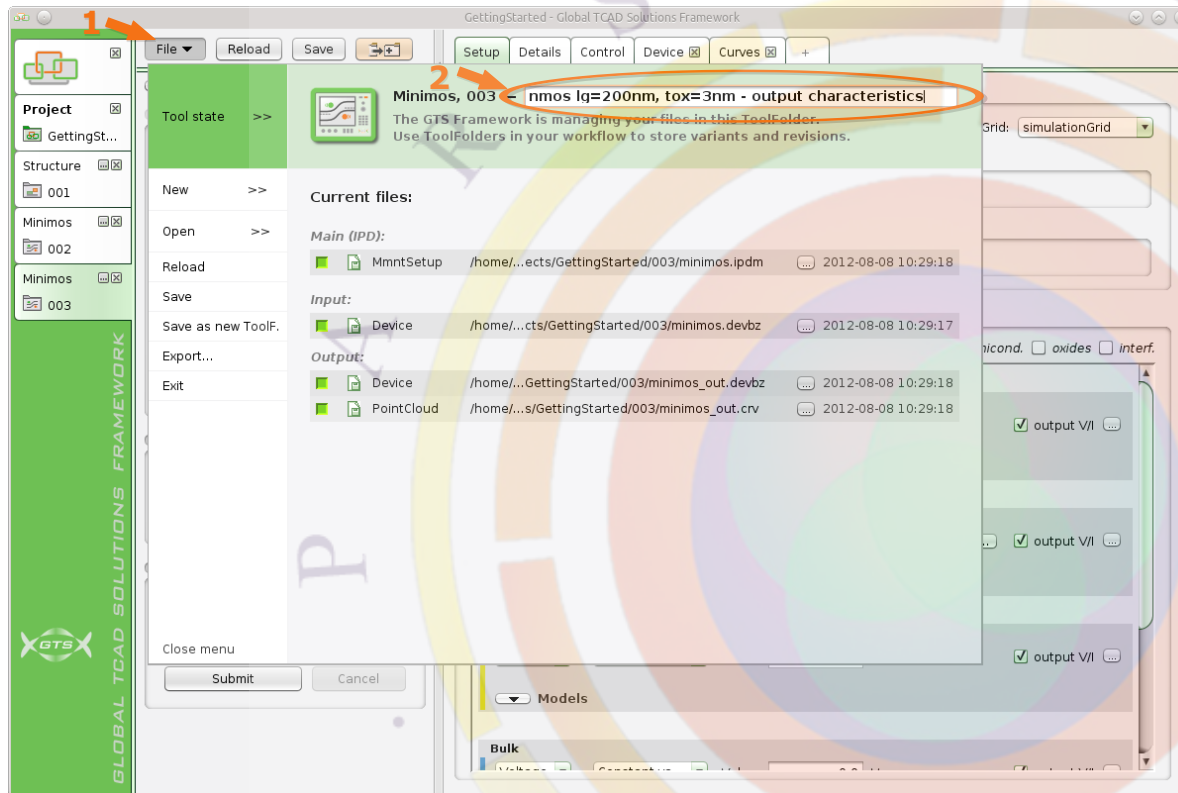 GettingStarted - Global TCAD Solutions Framework
1
File Reload Save
Setup Details Control Device Curves +
2
Project
GettingSt...
Structure
001
Minimos
002
Minimos
003
GLOBAL TCAD SOLUTIONS FRAMEWORK
GTS
Tool state >>
Minimos, 003 – nmos lg=200nm, tox=3nm - output characteristics
The GTS Framework is managing your files in this ToolFolder.
Use ToolFolders in your workflow to store variants and revisions.
Grid: simulationGrid
New >>
Open >>
Reload
Save
Save as new ToolF.
Export...
Exit
Close menu
Current files:
Main (IPD):
MmntSetup /home/...ects/GettingStarted/003/minimos.ipdm ... 2012-08-08 10:29:18
Input:
Device /home/...cts/GettingStarted/003/minimos.devbz ... 2012-08-08 10:29:17
Output:
Device /home/...GettingStarted/003/minimos_out.devbz ... 2012-08-08 10:29:18
PointCloud /home/...s/GettingStarted/003/minimos_out.crv ... 2012-08-08 10:29:18
oxides interf.
output V/I ...
output V/I ...
output V/I ...
Submit Cancel
Models
Bulk
P A R S